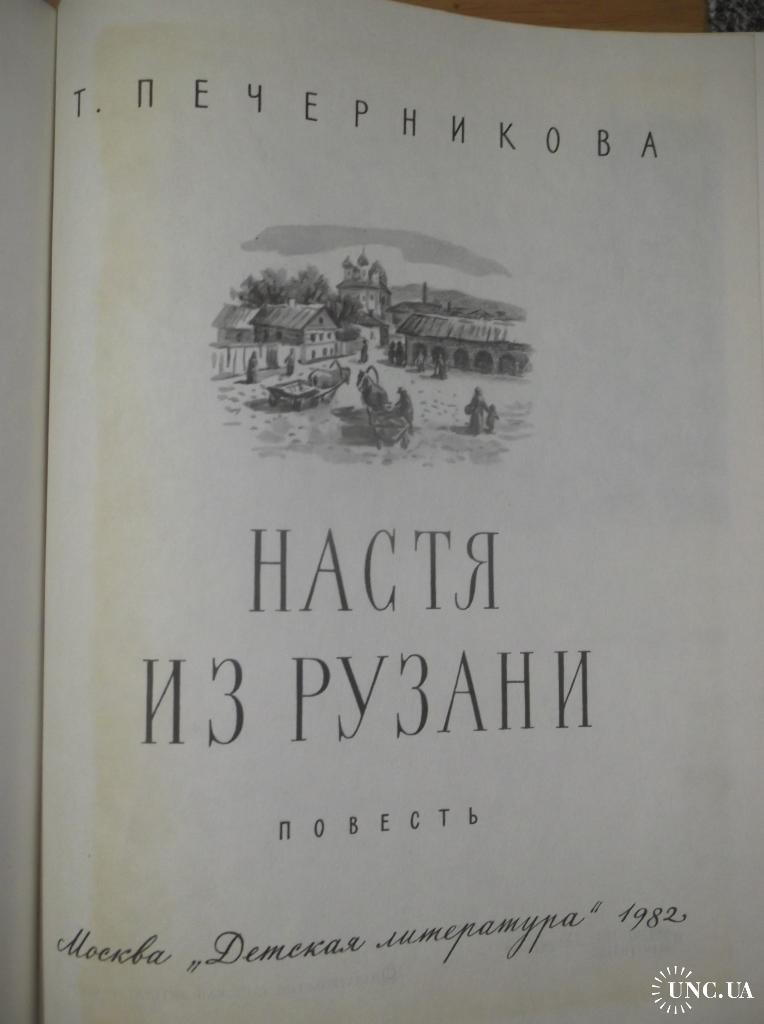 Т. ПЕЧЕРНИКОВА
НАСТЯ
ИЗ РУЗАНИ
ПОВЕСТЬ
Москва „Детская литература“ 1982
UNC.UA